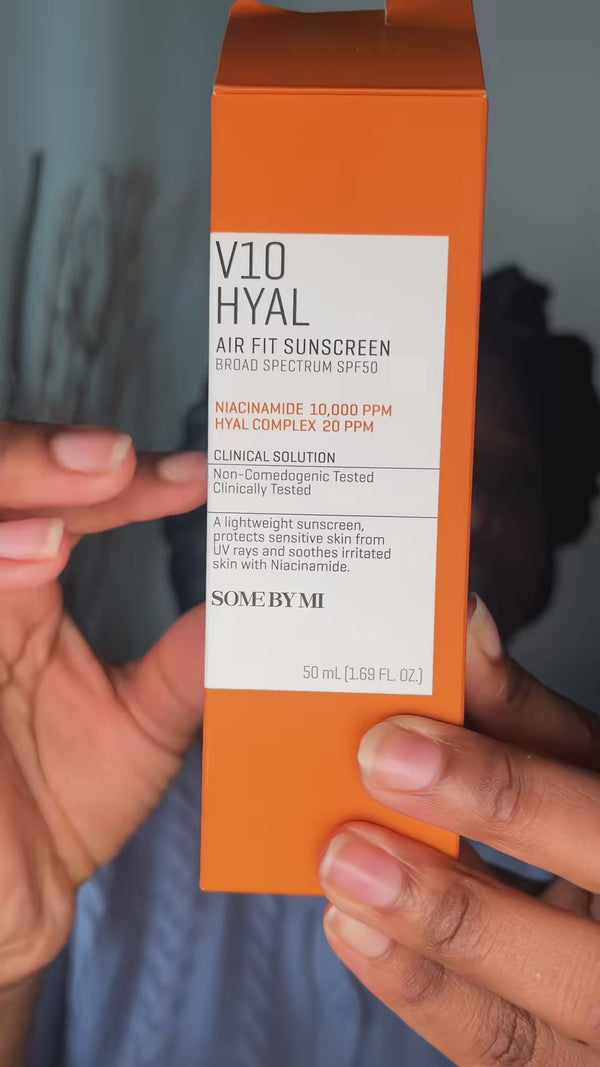 V10
HYAL
AIR FIT SUNSCREEN
BROAD SPECTRUM SPF50
NIACINAMIDE 10,000 PPM
HYAL COMPLEX 20 PPM
CLINICAL SOLUTION
Non-Comedogenic Tested
Clinically Tested
A lightweight sunscreen,
protects sensitive skin from
UV rays and soothes irritated
skin with Niacinamide.
SOME BY MI
50 mL [1.69 FL. OZ.]